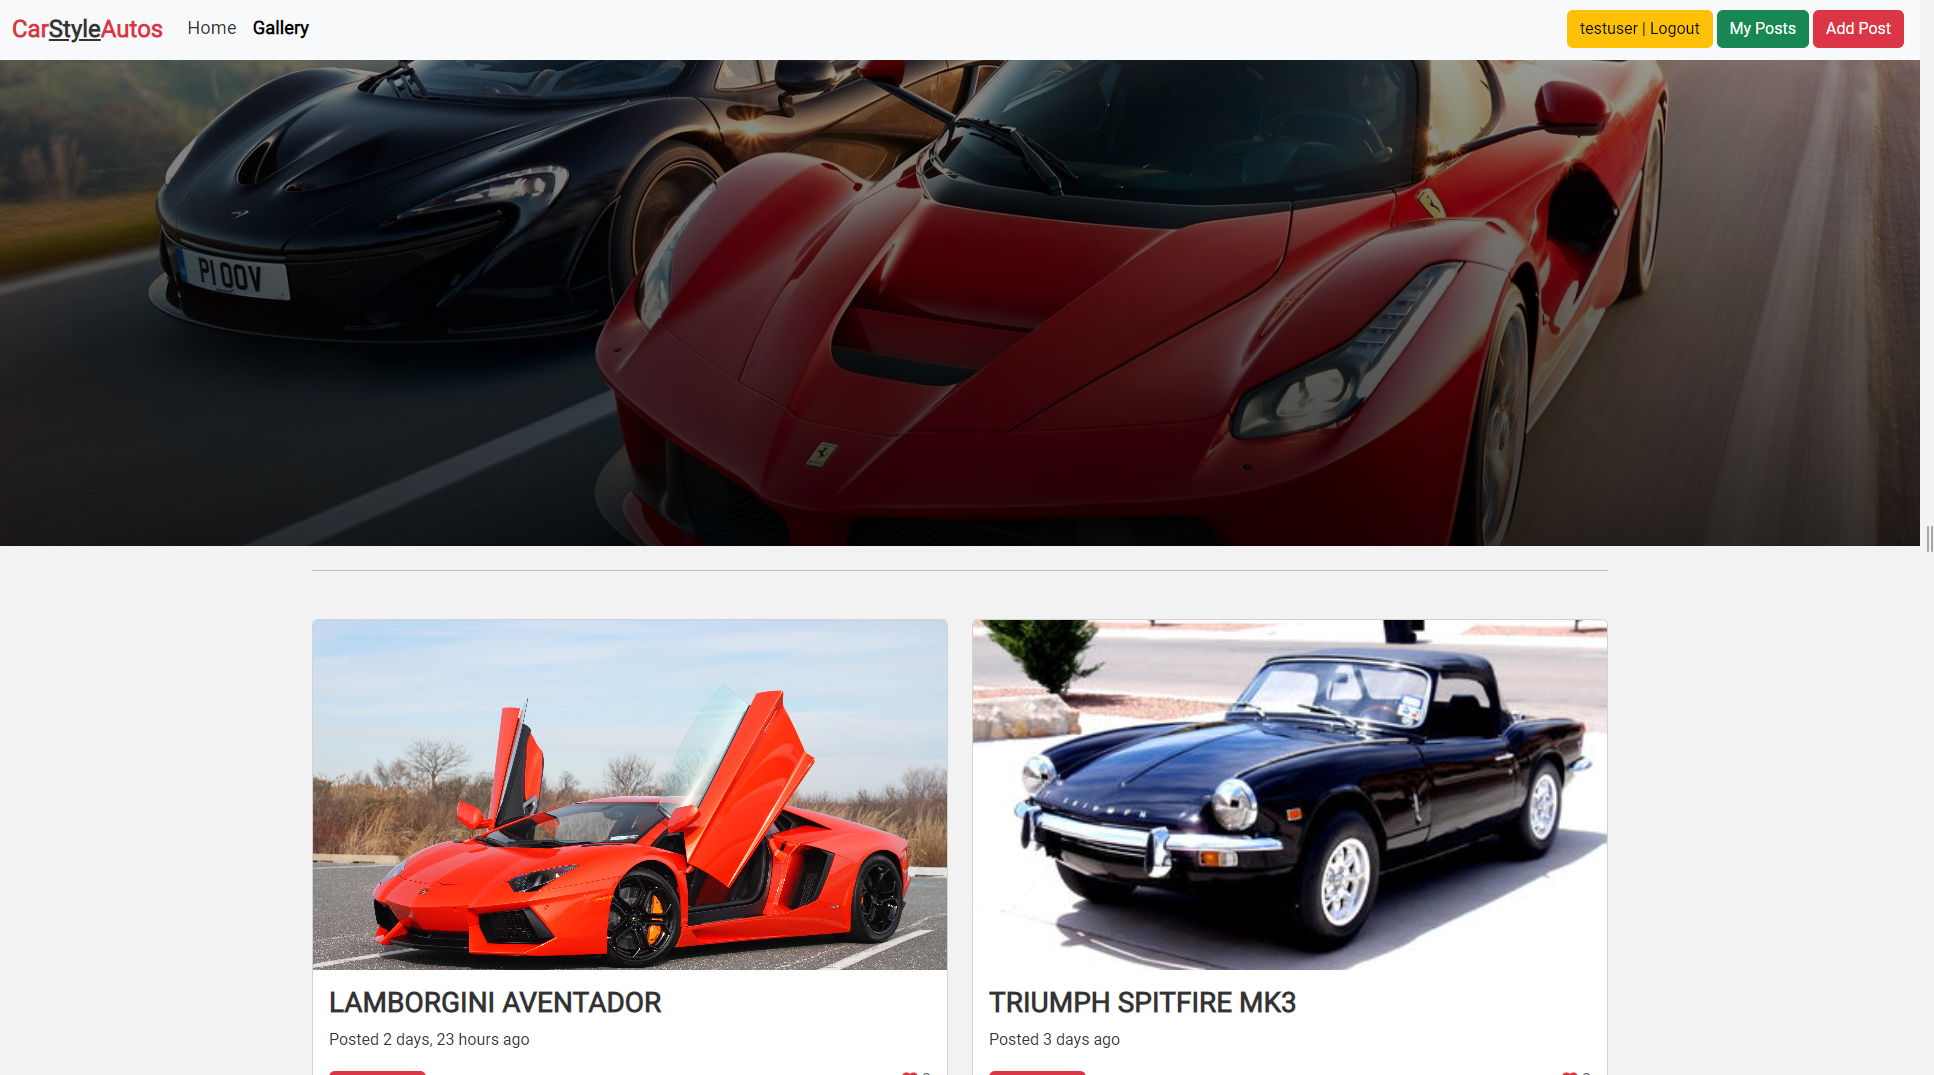 CarStyleAutos Home Gallery testuser | Logout My Posts Add Post
P1 OOV
TRIUMPH
LAMBORGINI AVENTADOR
TRIUMPH SPITFIRE MK3
Posted 2 days, 23 hours ago
Posted 3 days ago